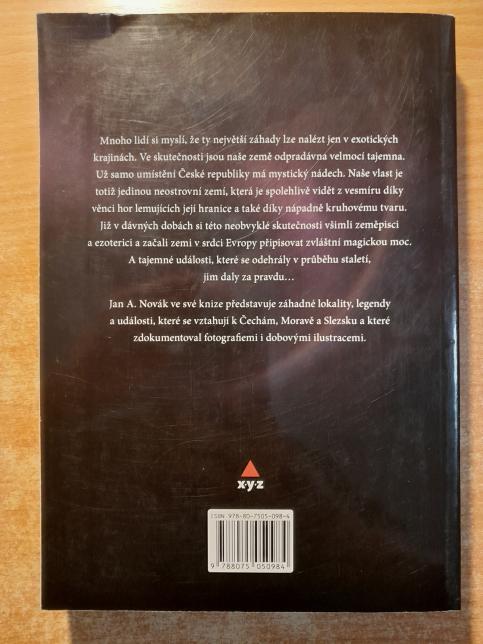 Mnoho lidí si myslí, že ty největší záhady lze nalézt jen v exotických
krajinách. Ve skutečnosti jsou naše země odpradávna velmocí tajemna.
Už samo umístění České republiky má mystický nádech. Naše vlast je
totiž jedinou neostrovní zemí, která je spolehlivě vidět z vesmíru díky
věnci hor lemujících její hranice a také díky nápadně kruhovému tvaru.
Již v dávných dobách si této neobvyklé skutečnosti všimli zeměpisci
a ezoterici a začali zemi v srdci Evropy připisovat zvláštní magickou moc.
A tajemné události, které se odehrály v průběhu staletí,
jim daly za pravdu…
Jan A. Novák ve své knize představuje záhadné lokality, legendy
a události, které se vztahují k Čechám, Moravě a Slezsku a které
zdokumentoval fotografiemi i dobovými ilustracemi.
x·y·z
ISBN 978-80-7505-098-4
9 788075 050984